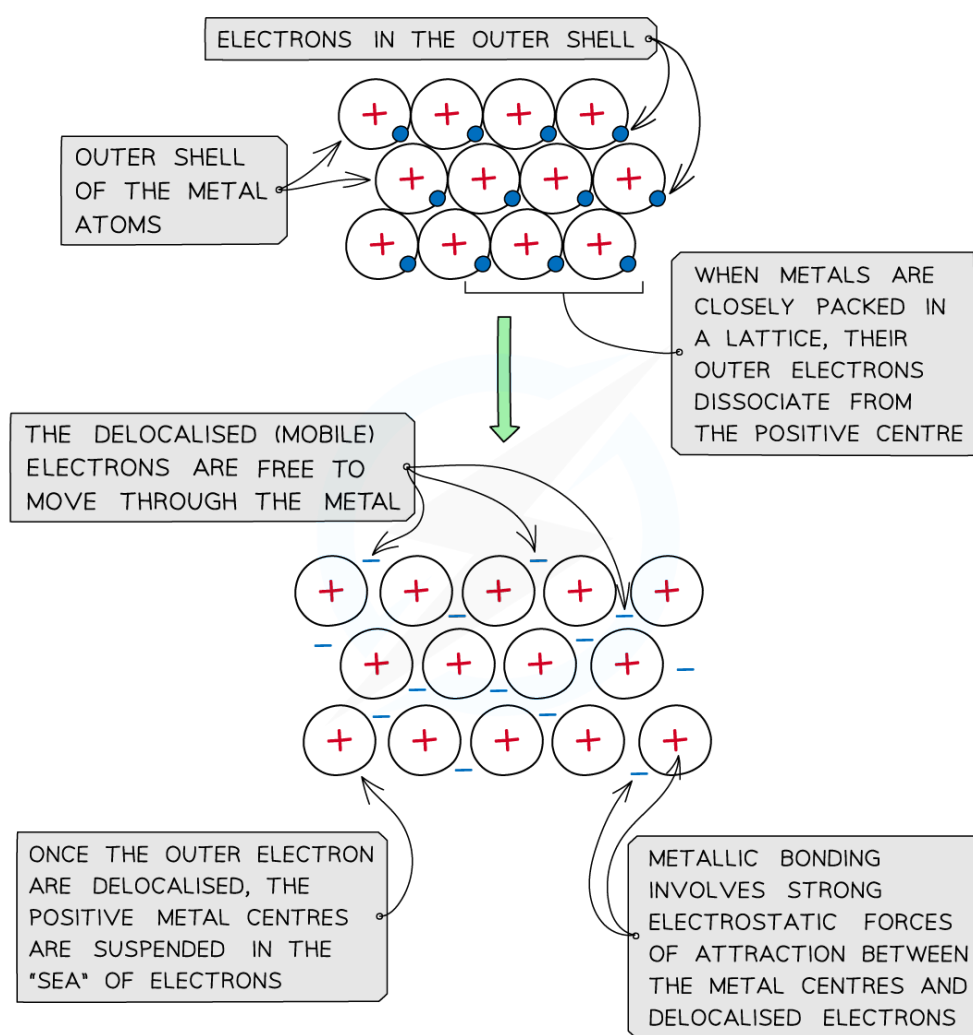 ELECTRONS IN THE OUTER SHELL
OUTER SHELL
OF THE METAL
ATOMS
WHEN METALS ARE
CLOSELY PACKED IN
A LATTICE, THEIR
OUTER ELECTRONS
DISSOCIATE FROM
THE POSITIVE CENTRE
THE DELOCALISED (MOBILE)
ELECTRONS ARE FREE TO
MOVE THROUGH THE METAL
ONCE THE OUTER ELECTRON
ARE DELOCALISED, THE
POSITIVE METAL CENTRES
ARE SUSPENDED IN THE
"SEA" OF ELECTRONS
METALLIC BONDING
INVOLVES STRONG
ELECTROSTATIC FORCES
OF ATTRACTION BETWEEN
THE METAL CENTRES AND
DELOCALISED ELECTRONS